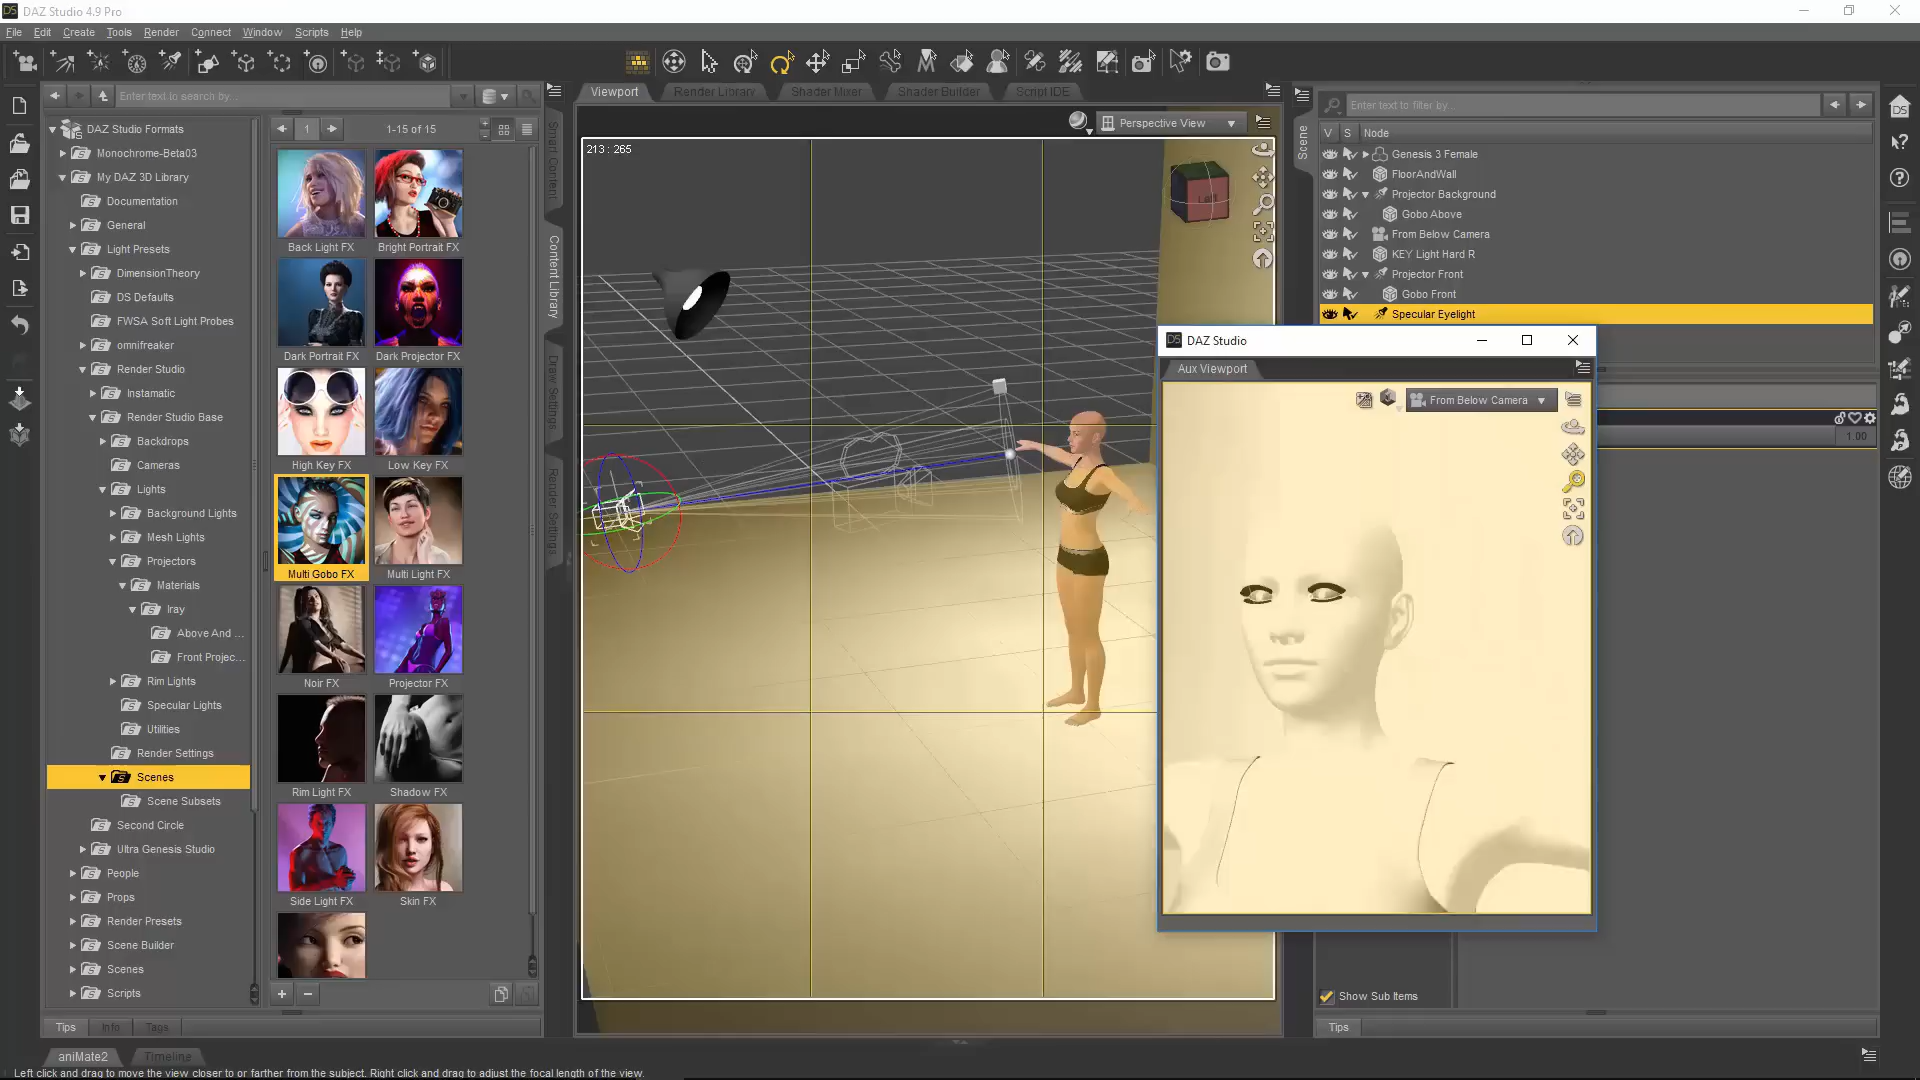 DAZ Studio 4.9 Pro
File Edit Create Tools Render Connect Window Scripts Help
Enter text to search by...
Viewport Render Library Shader Mixer Shader Builder Script IDE
Enter text to filter by...
DAZ Studio Formats
Monochrome-Beta03
My DAZ 3D Library
Documentation
General
Light Presets
DimensionTheory
DS Defaults
FWSA Soft Light Probes
omnifreaker
Render Studio
Instamatic
Render Studio Base
Backdrops
Cameras
Lights
Background Lights
Mesh Lights
Projectors
Materials
Iray
Above And ...
Front Projec...
Rim Lights
Specular Lights
Utilities
Render Settings
Scenes
Scene Subsets
Second Circle
Ultra Genesis Studio
People
Props
Render Presets
Scene Builder
Scenes
Scripts
Tips Info Tags
1 1-15 of 15
Back Light FX Bright Portrait FX
Dark Portrait FX Dark Projector FX
High Key FX Low Key FX
Multi Gobo FX Multi Light FX
Noir FX Projector FX
Rim Light FX Shadow FX
Side Light FX Skin FX
Smart Content
Content Library
Draw Settings
Render Settings
Perspective View
213 : 265
Left
Scene
V S Node
Genesis 3 Female
FloorAndWall
Projector Background
Gobo Above
From Below Camera
KEY Light Hard R
Projector Front
Gobo Front
Specular Eyelight
DAZ Studio
Aux Viewport
From Below Camera
1.00
Show Sub Items
Tips
aniMate2 Timeline
Left click and drag to move the view closer to or farther from the subject. Right click and drag to adjust the focal length of the view.